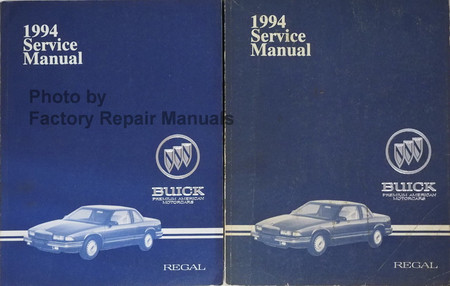 1994
Service
Manual
Photo by
Factory Repair Manuals
BUICK
PREMIUM AMERICAN
MOTORCARS
REGAL
1994
Service
Manual
BUICK
PREMIUM AMERICAN
MOTORCARS
REGAL